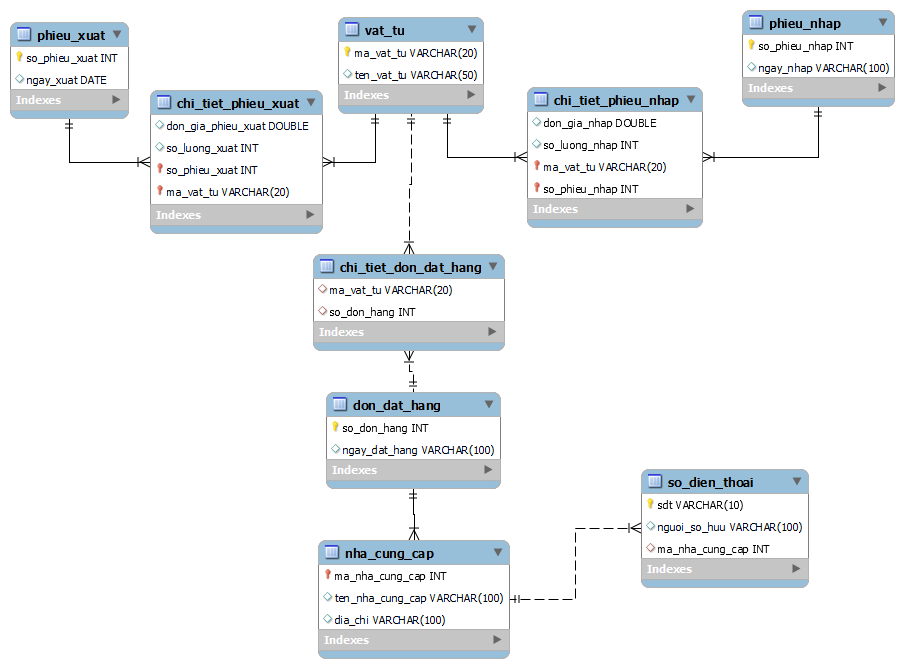 phieu_xuat
so_phieu_xuat INT
ngay_xuat DATE
Indexes
vat_tu
ma_vat_tu VARCHAR(20)
ten_vat_tu VARCHAR(50)
Indexes
phieu_nhap
so_phieu_nhap INT
ngay_nhap VARCHAR(100)
Indexes
chi_tiet_phieu_xuat
don_gia_phieu_xuat DOUBLE
so_luong_xuat INT
so_phieu_xuat INT
ma_vat_tu VARCHAR(20)
Indexes
chi_tiet_phieu_nhap
don_gia_nhap DOUBLE
so_luong_nhap INT
ma_vat_tu VARCHAR(20)
so_phieu_nhap INT
Indexes
chi_tiet_don_dat_hang
ma_vat_tu VARCHAR(20)
so_don_hang INT
Indexes
don_dat_hang
so_don_hang INT
ngay_dat_hang VARCHAR(100)
Indexes
so_dien_thoai
sdt VARCHAR(10)
nguoi_so_huu VARCHAR(100)
ma_nha_cung_cap INT
Indexes
nha_cung_cap
ma_nha_cung_cap INT
ten_nha_cung_cap VARCHAR(100)
dia_chi VARCHAR(100)
Indexes